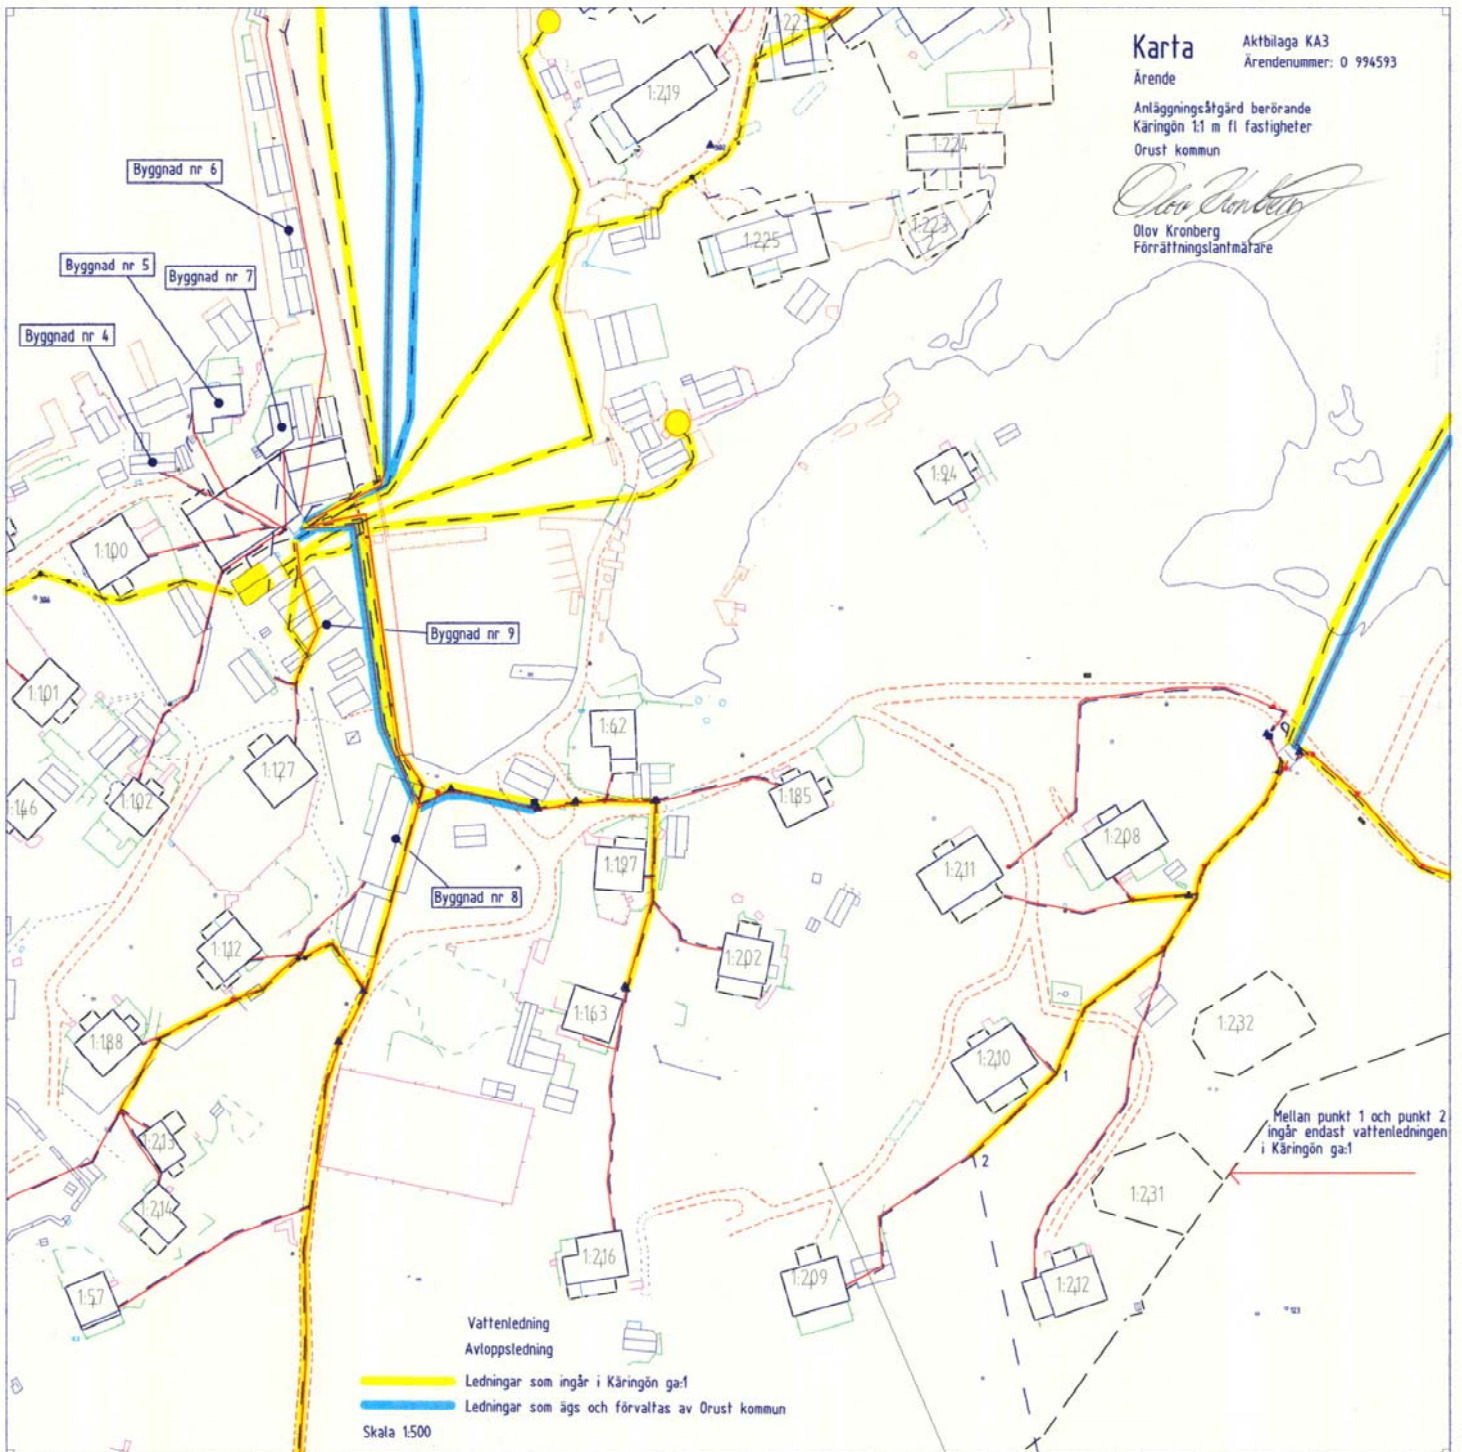 Karta
Aktbilaga KA3
Ärendenummer: O 994593
Ärende
Anläggningsåtgärd berörande
Käringön 1:1 m fl fastigheter
Orust kommun
Olov Kronberg
Olov Kronberg
Förrättningslantmätare
1:223
1:219
1:224
1:225
1:223
2
Byggnad nr 6
Byggnad nr 5
Byggnad nr 7
Byggnad nr 4
1:94
1:100
Byggnad nr 9
1:101
1:62
1:127
1:102
1:146
1:185
1:208
1:211
1:197
Byggnad nr 8
1:112
1:202
1:163
1:232
1:188
1:210
1
Mellan punkt 1 och punkt 2
ingår endast vattenledningen
i Käringön ga:1
1:213
2
1:231
1:214
1:216
1:209
1:212
1:57
Vattenledning
Avloppsledning
Ledningar som ingår i Käringön ga:1
Ledningar som ägs och förvaltas av Orust kommun
Skala 1:500